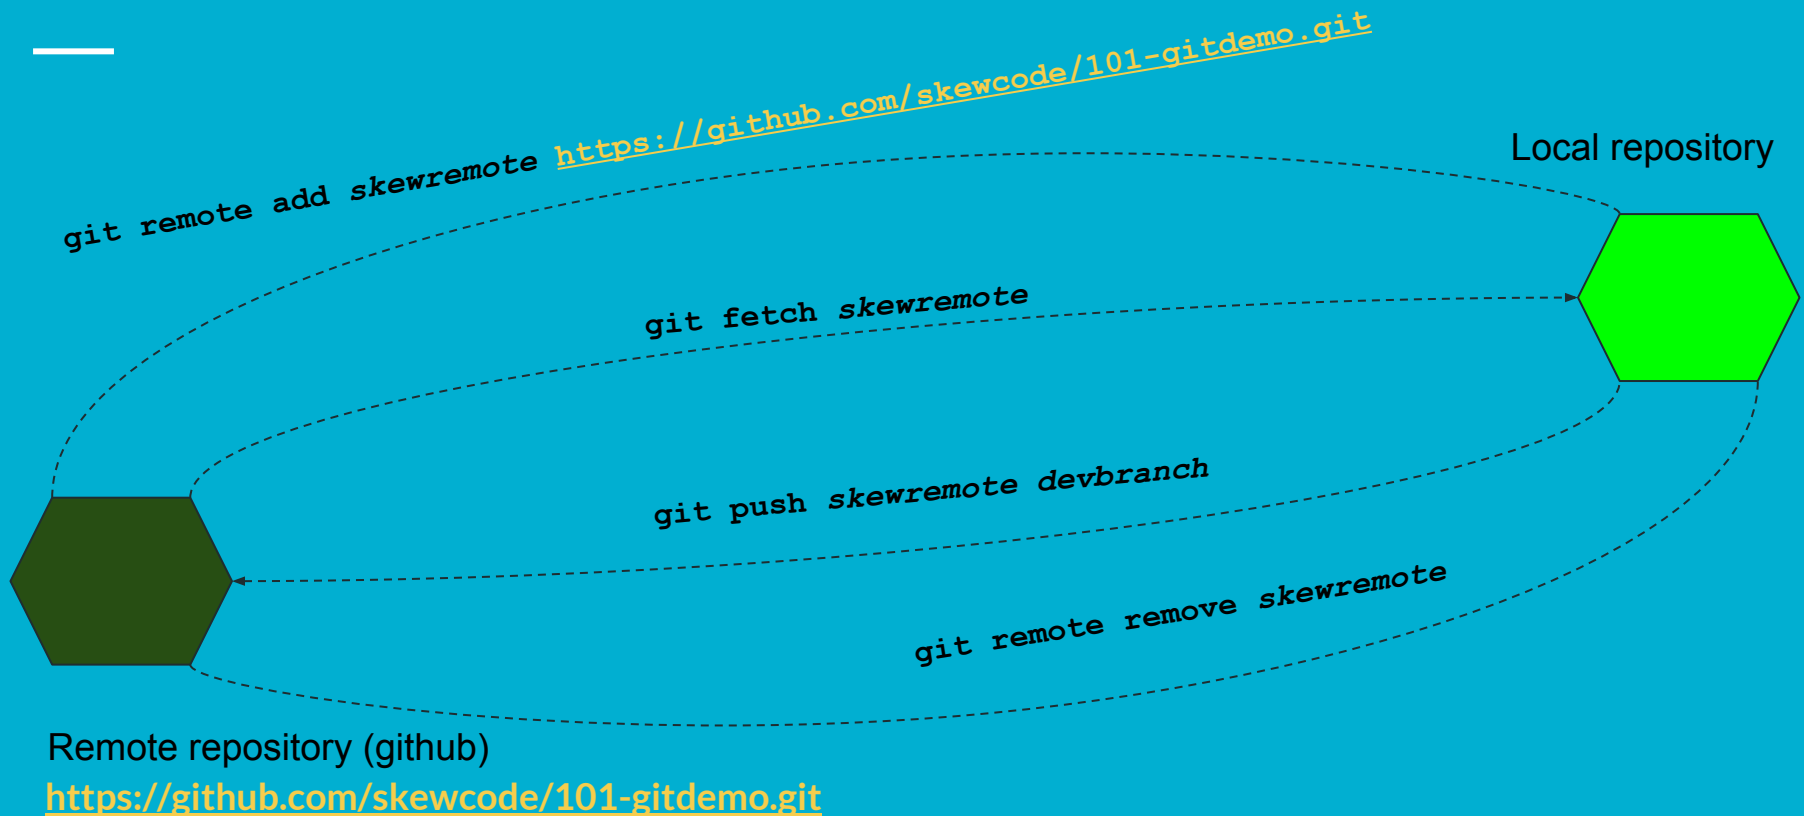 git remote add skewremote https://github.com/skewcode/101-gitdemo.git
Local repository
git fetch skewremote
git push skewremote devbranch
git remote remove skewremote
Remote repository (github)
https://github.com/skewcode/101-gitdemo.git